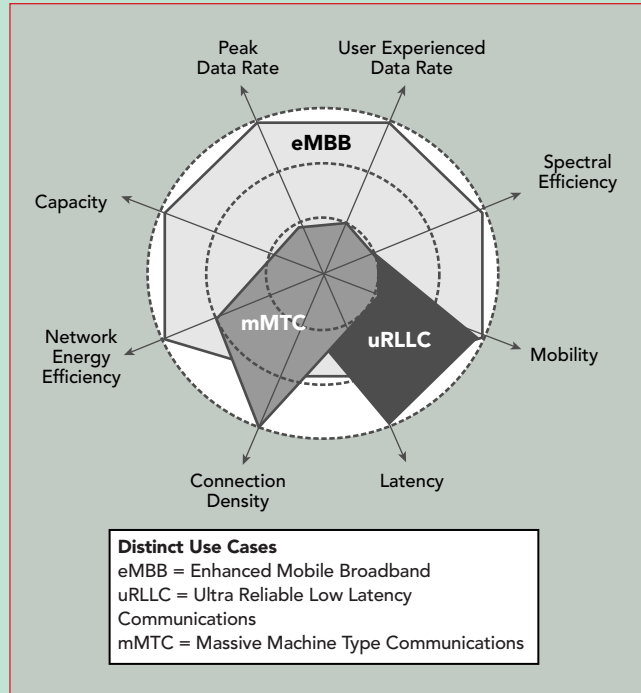 Peak
Data Rate
User Experienced
Data Rate
eMBB
Spectral
Efficiency
Capacity
mMTC
uRLLC
Network
Energy
Efficiency
Mobility
Connection
Density
Latency
Distinct Use Cases
eMBB = Enhanced Mobile Broadband
uRLLC = Ultra Reliable Low Latency
Communications
mMTC = Massive Machine Type Communications